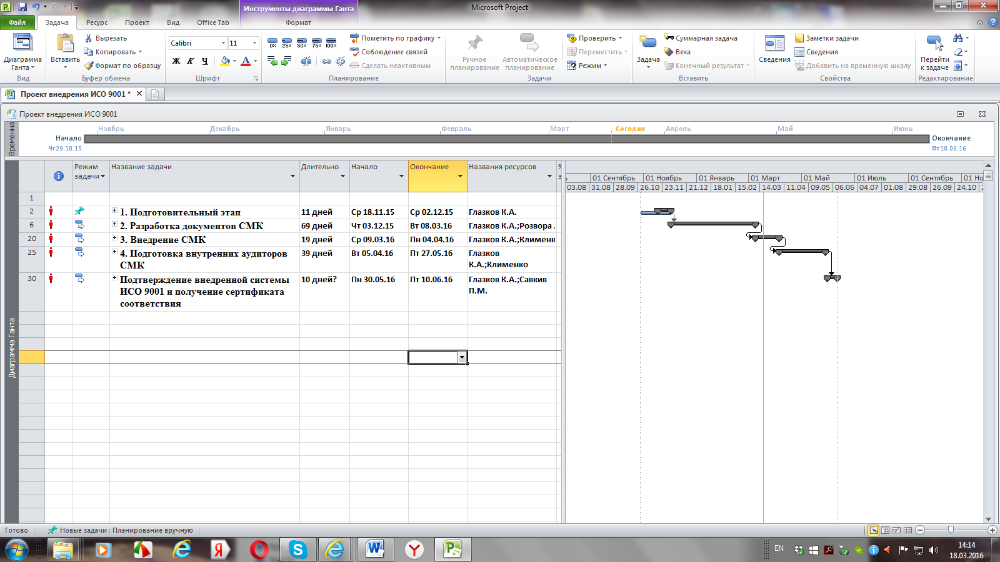 Инструменты диаграммы Ганта
Microsoft Project
Файл Задача Ресурс Проект Вид Office Tab Формат
Диаграмма Ганта
Вид
Вставить
Вырезать
Копировать
Формат по образцу
Буфер обмена
Calibri 11
Ж К Ч A
Шрифт
0% 25% 50% 75% 100%
Пометить по графику
Соблюдение связей
Сделать неактивным
Планирование
Ручное планирование
Автоматическое планирование
Проверить
Переместить
Режим
Задачи
Задача
Суммарная задача
Веха
Конечный результат
Вставить
Сведения
Заметки задачи
Сведения
Добавить на временную шкалу
Свойства
Перейти к задаче
Редактирование
Проект внедрения ИСО 9001 *
Проект внедрения ИСО 9001
Временна
Ноябрь Декабрь Январь Февраль Март Сегодня Апрель Май Июнь
Начало
Чт29.10.15
Окончание
Пт10.06.16
Режим задачи Название задачи Длительно Начало Окончание Названия ресурсов %
01 Сентябрь 01 Ноябрь 01 Январь 01 Март 01 Май 01 Июль 01 Сентябрь 01 Но
03.08 31.08 28.09 26.10 23.11 21.12 18.01 15.02 14.03 11.04 09.05 06.06 04.07 01.08 29.08 26.09 24.10
1
2 1. Подготовительный этап 11 дней Ср 18.11.15 Ср 02.12.15 Глазков К.А.
6 2. Разработка документов СМК 69 дней Чт 03.12.15 Вт 08.03.16 Глазков К.А.;Розвора
20 3. Внедрение СМК 19 дней Ср 09.03.16 Пн 04.04.16 Глазков К.А.;Клименк
25 4. Подготовка внутренних аудиторов 39 дней Вт 05.04.16 Пт 27.05.16 Глазков
СМК К.А.;Клименко
30 Подтверждение внедренной системы 10 дней? Пн 30.05.16 Пт 10.06.16 Глазков К.А.;Савкив
ИСО 9001 и получение сертификата П.М.
соответствия
Диаграмма Ганта
Готово Новые задачи : Планирование вручную
EN
14:14
18.03.2016